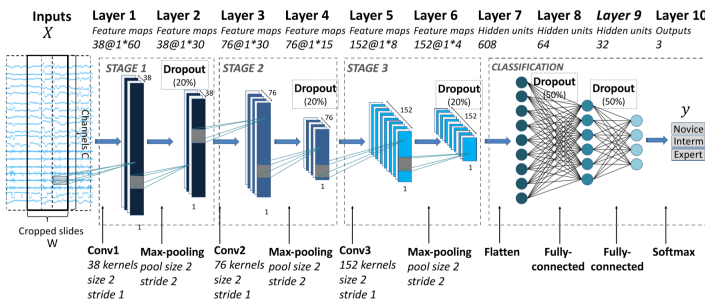 Inputs
X
Layer 1
Feature maps
38@1*60
Layer 2
Feature maps
38@1*30
Layer 3
Feature maps
76@1*30
Layer 4
Feature maps
76@1*15
Layer 5
Feature maps
152@1*8
Layer 6
Feature maps
152@1*4
Layer 7
Hidden units
608
Layer 8
Hidden units
64
Layer 9
Hidden units
32
Layer 10
Outputs
3
STAGE 1
38
Dropout
(20%)
38
1
1
STAGE 2
76
Dropout
(20%)
76
1
1
STAGE 3
152
Dropout
(20%)
152
1
1
CLASSIFICATION
Dropout
(50%)
Dropout
(50%)
y
Novice
Interm
Expert
Channels C
Cropped slides
W
Conv1
38 kernels
size 2
stride 1
Max-pooling
pool size 2
stride 2
Conv2
76 kernels
size 2
stride 1
Max-pooling
pool size 2
stride 2
Conv3
152 kernels
size 2
stride 1
Max-pooling
pool size 2
stride 2
Flatten
Fully-
connected
Fully-
connected
Softmax